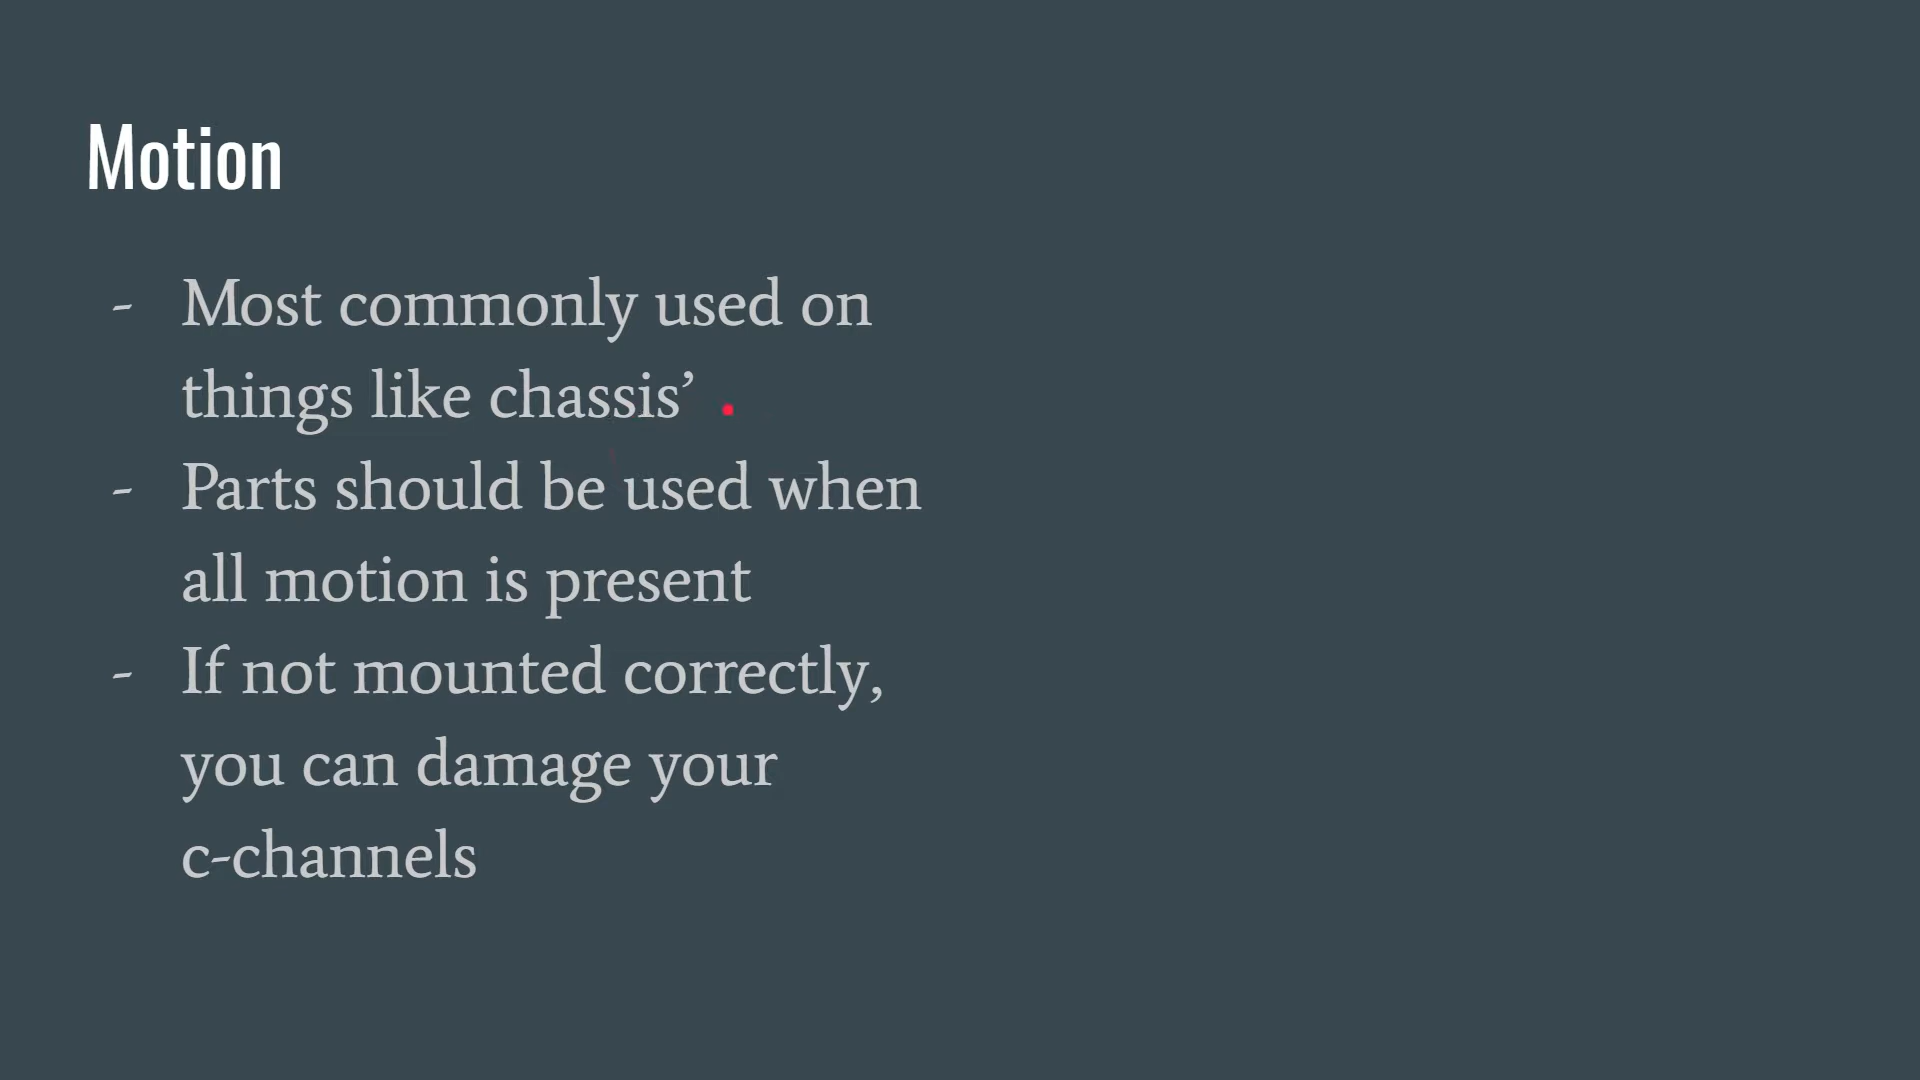 Motion
- Most commonly used on
things like chassis’
- Parts should be used when
all motion is present
- If not mounted correctly,
you can damage your
c-channels